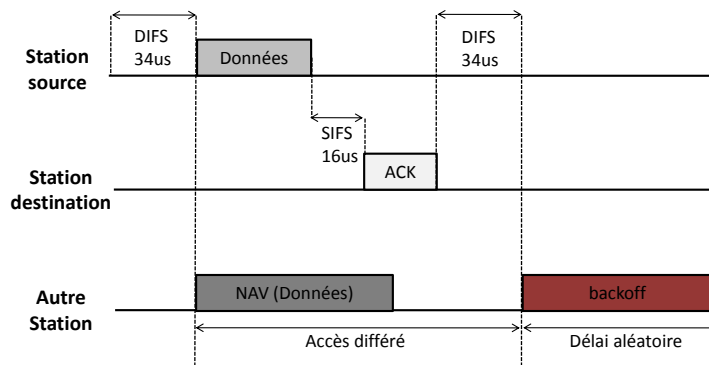 DIFS
34us
DIFS
34us
Station
source
Données
SIFS
16us
Station
destination
ACK
Autre
Station
NAV (Données)
backoff
Accès différé
Délai aléatoire